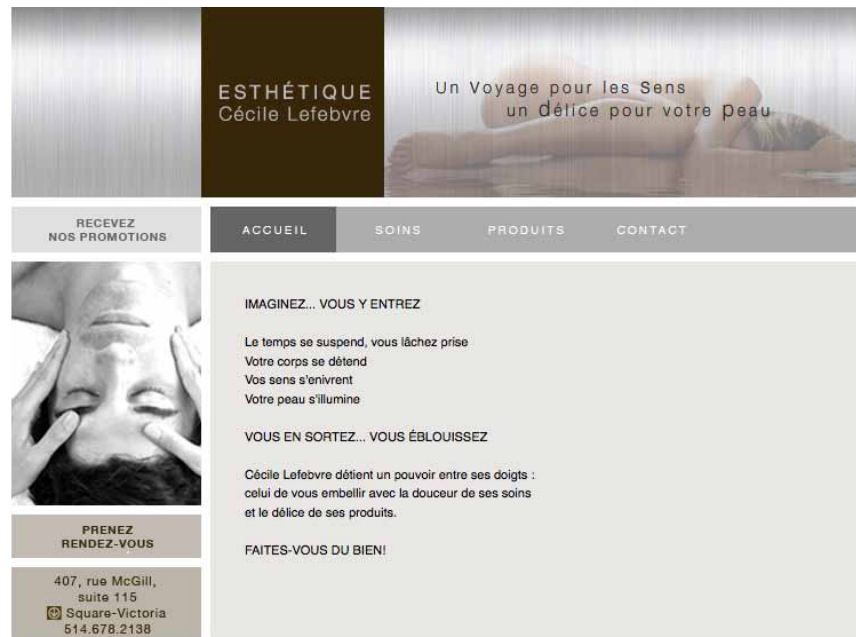 ESTHÉTIQUE
Cécile Lefebvre
Un Voyage pour les Sens
un délice pour votre peau
RECEVEZ
NOS PROMOTIONS
ACCUEIL SOINS PRODUITS CONTACT
IMAGINEZ... VOUS Y ENTREZ
Le temps se suspend, vous lâchez prise
Votre corps se détend
Vos sens s'enivrent
Votre peau s'illumine
VOUS EN SORTEZ... VOUS ÉBLOUISSEZ
Cécile Lefebvre détient un pouvoir entre ses doigts :
celui de vous embellir avec la douceur de ses soins
et le délice de ses produits.
FAITES-VOUS DU BIEN!
PRENEZ
RENDEZ-VOUS
407, rue McGill,
suite 115
Square-Victoria
514.678.2138